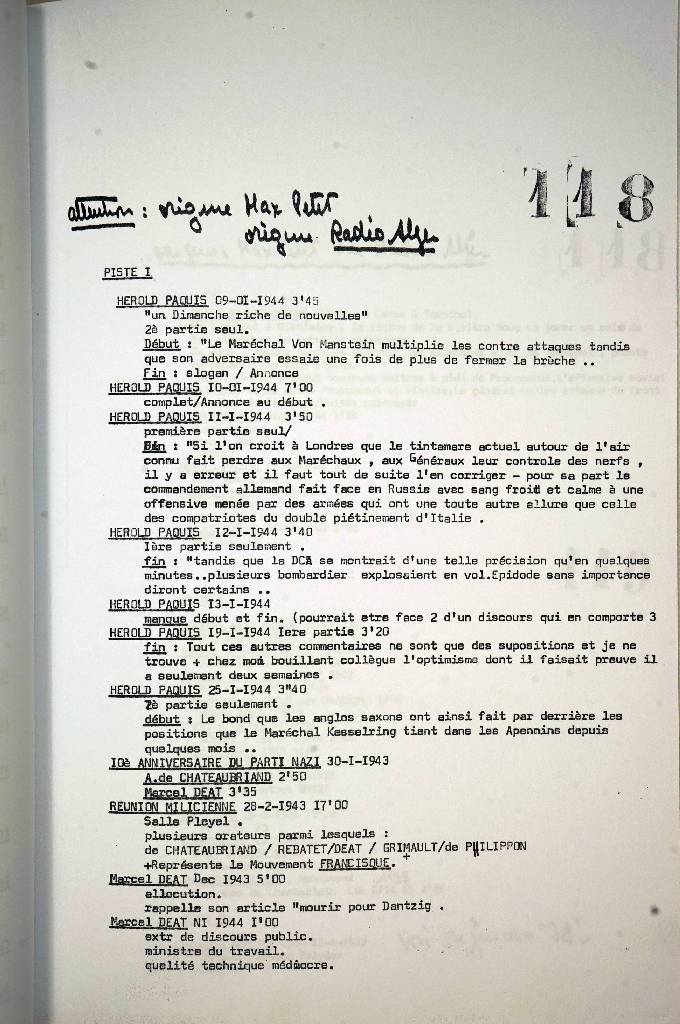 118
attention : origine Max Petit
origine Radio Alger
PISTE I
HEROLD PAQUIS 09-OI-I944 3'45
"un Dimanche riche de nouvelles"
2è partie seul.
Début : "Le Maréchal Von Manstein multiplie les contre attaques tandis
que son adversaire essaie une fois de plus de fermer la brèche ..
Fin : slogan / Annonce
HEROLD PAQUIS IO-OI-I944 7'00
complet/Annonce au début .
HEROLD PAQUIS II-I-I944 3'50
première partie seul/
Fin : "Si l'on croit à Londres que le tintamare actuel autour de l'air
connu fait perdre aux Maréchaux , aux Généraux leur controle des nerfs ,
il y a erreur et il faut tout de suite l'en corriger - pour sa part le
commandement allemand fait face en Russie avec sang froid et calme à une
offensive menée par des armées qui ont une toute autre allure que celle
des compatriotes du double piétinement d'Italie .
HEROLD PAQUIS I2-I-I944 3'40
Ière partie seulement .
fin : "tandis que la DCA se montrait d'une telle précision qu'en quelques
minutes..plusieurs bombardier explosaient en vol.Epidode sans importance
diront certains ..
HEROLD PAQUIS I3-I-I944
manque début et fin. (pourrait etre face 2 d'un discours qui en comporte 3
HEROLD PAQUIS I9-I-I944 Iere partie 3'20
fin : Tout ces autres commentaires ne sont que des supositions et je ne
trouve + chez moi bouillant collègue l'optimisme dont il faisait preuve il
a seulement deux semaines .
HEROLD PAQUIS 25-I-I944 3"40
2è partie seulement .
début : Le bond que les anglos saxons ont ainsi fait par derrière les
positions que le Maréchal Kesselring tient dans les Apennins depuis
quelques mois ..
IOè ANNIVERSAIRE DU PARTI NAZI 30-I-I943
A.de CHATEAUBRIAND 2'50
Marcel DEAT 3'35
REUNION MILICIENNE 28-2-I943 I7'00
Salle Pleyel .
plusieurs orateurs parmi lesquels :
de CHATEAUBRIAND / REBATET/DEAT / GRIMAULT/de PHILIPPON
+Représente le Mouvement FRANCISQUE. +
Marcel DEAT Dec I943 5'00
allocution.
rappelle son article "mourir pour Dantzig .
Marcel DEAT NI I944 I'00
extr de discours public.
ministre du travail.
quelité technique médiocre.